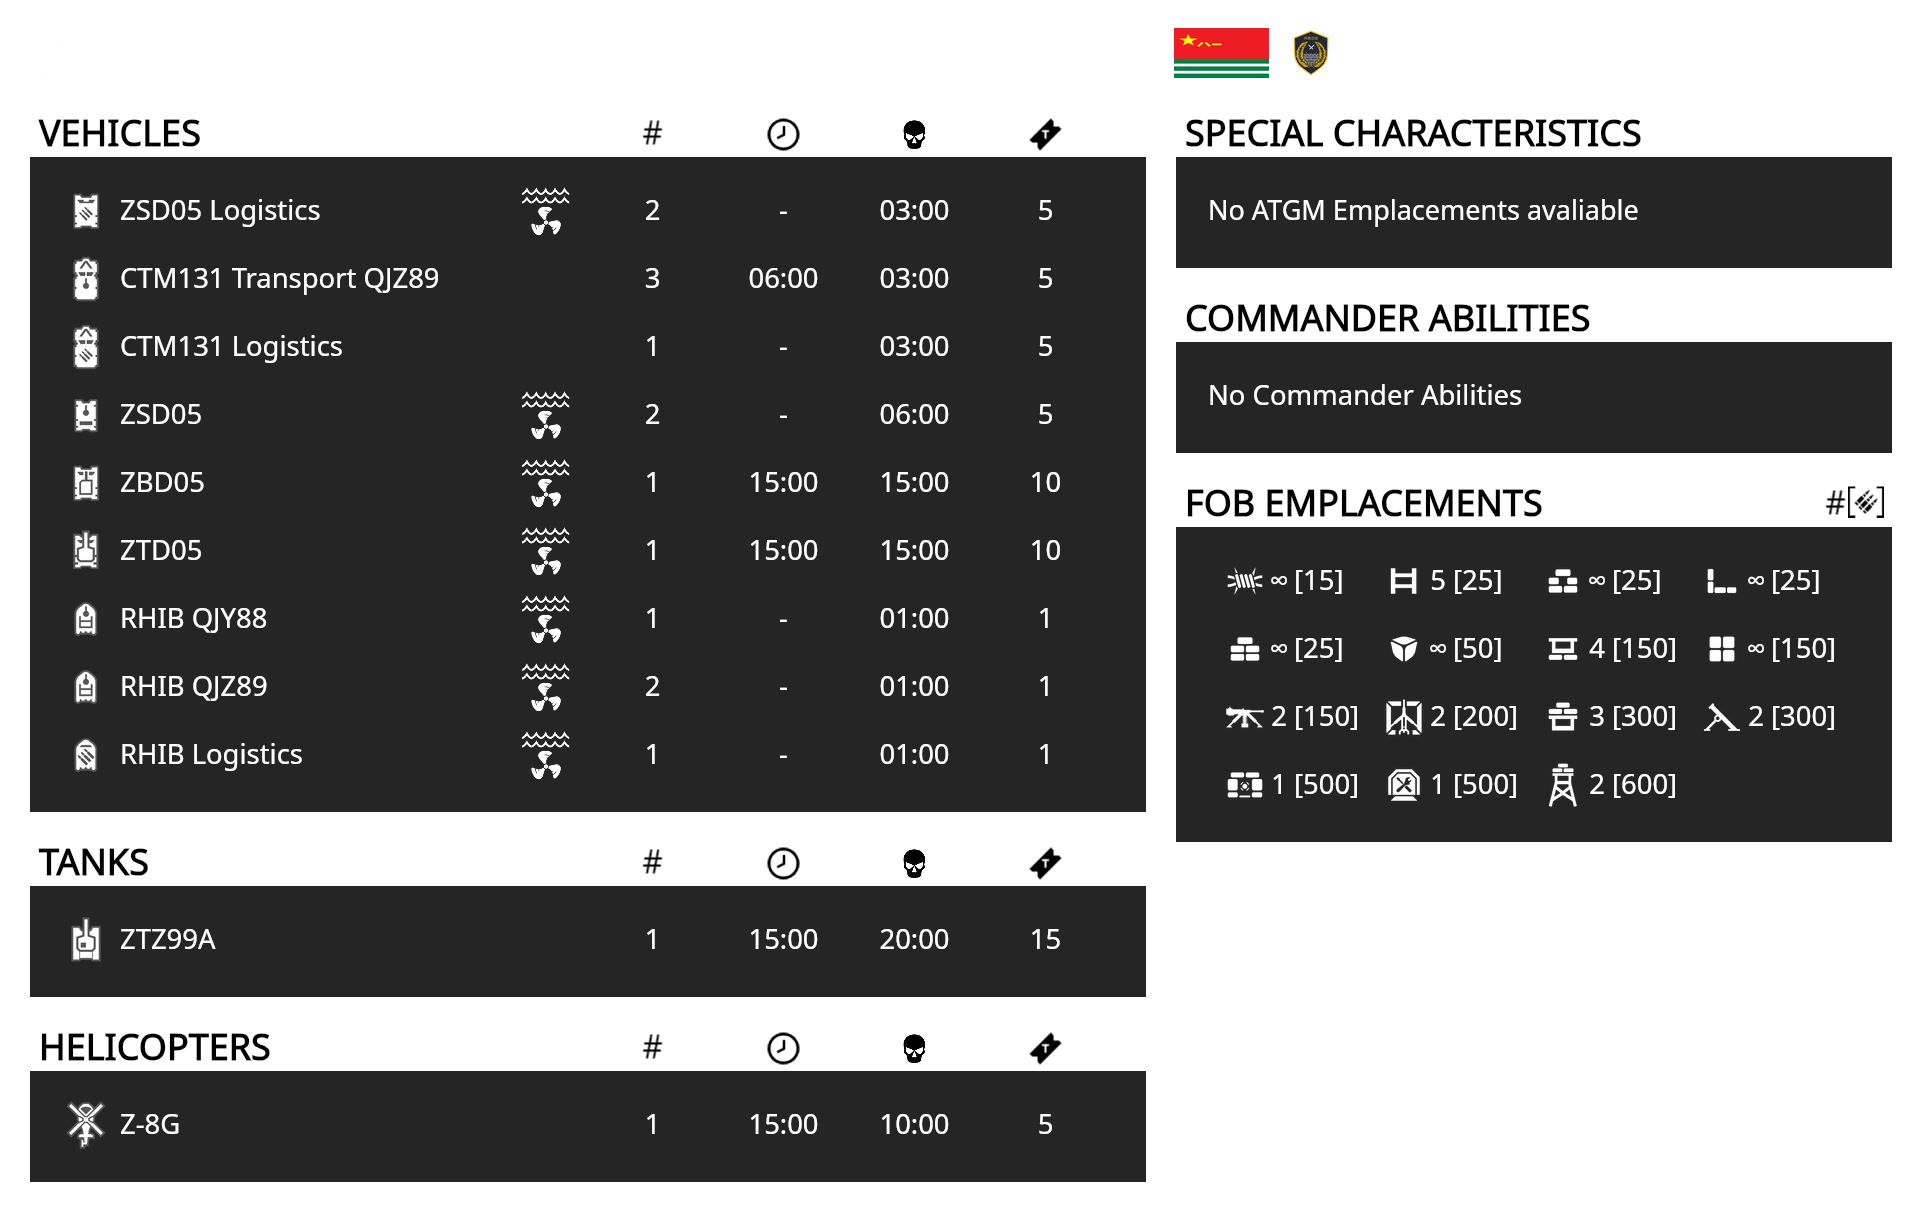 VEHICLES #
ZSD05 Logistics 2 - 03:00 5
CTM131 Transport QJZ89 3 06:00 03:00 5
CTM131 Logistics 1 - 03:00 5
ZSD05 2 - 06:00 5
ZBD05 1 15:00 15:00 10
ZTD05 1 15:00 15:00 10
RHIB QJY88 1 - 01:00 1
RHIB QJZ89 2 - 01:00 1
RHIB Logistics 1 - 01:00 1
TANKS #
ZTZ99A 1 15:00 20:00 15
HELICOPTERS #
Z-8G 1 15:00 10:00 5
SPECIAL CHARACTERISTICS
No ATGM Emplacements avaliable
COMMANDER ABILITIES
No Commander Abilities
FOB EMPLACEMENTS #[]
∞ [15] 5 [25] ∞ [25] ∞ [25]
∞ [25] ∞ [50] 4 [150] ∞ [150]
2 [150] 2 [200] 3 [300] 2 [300]
1 [500] 1 [500] 2 [600]